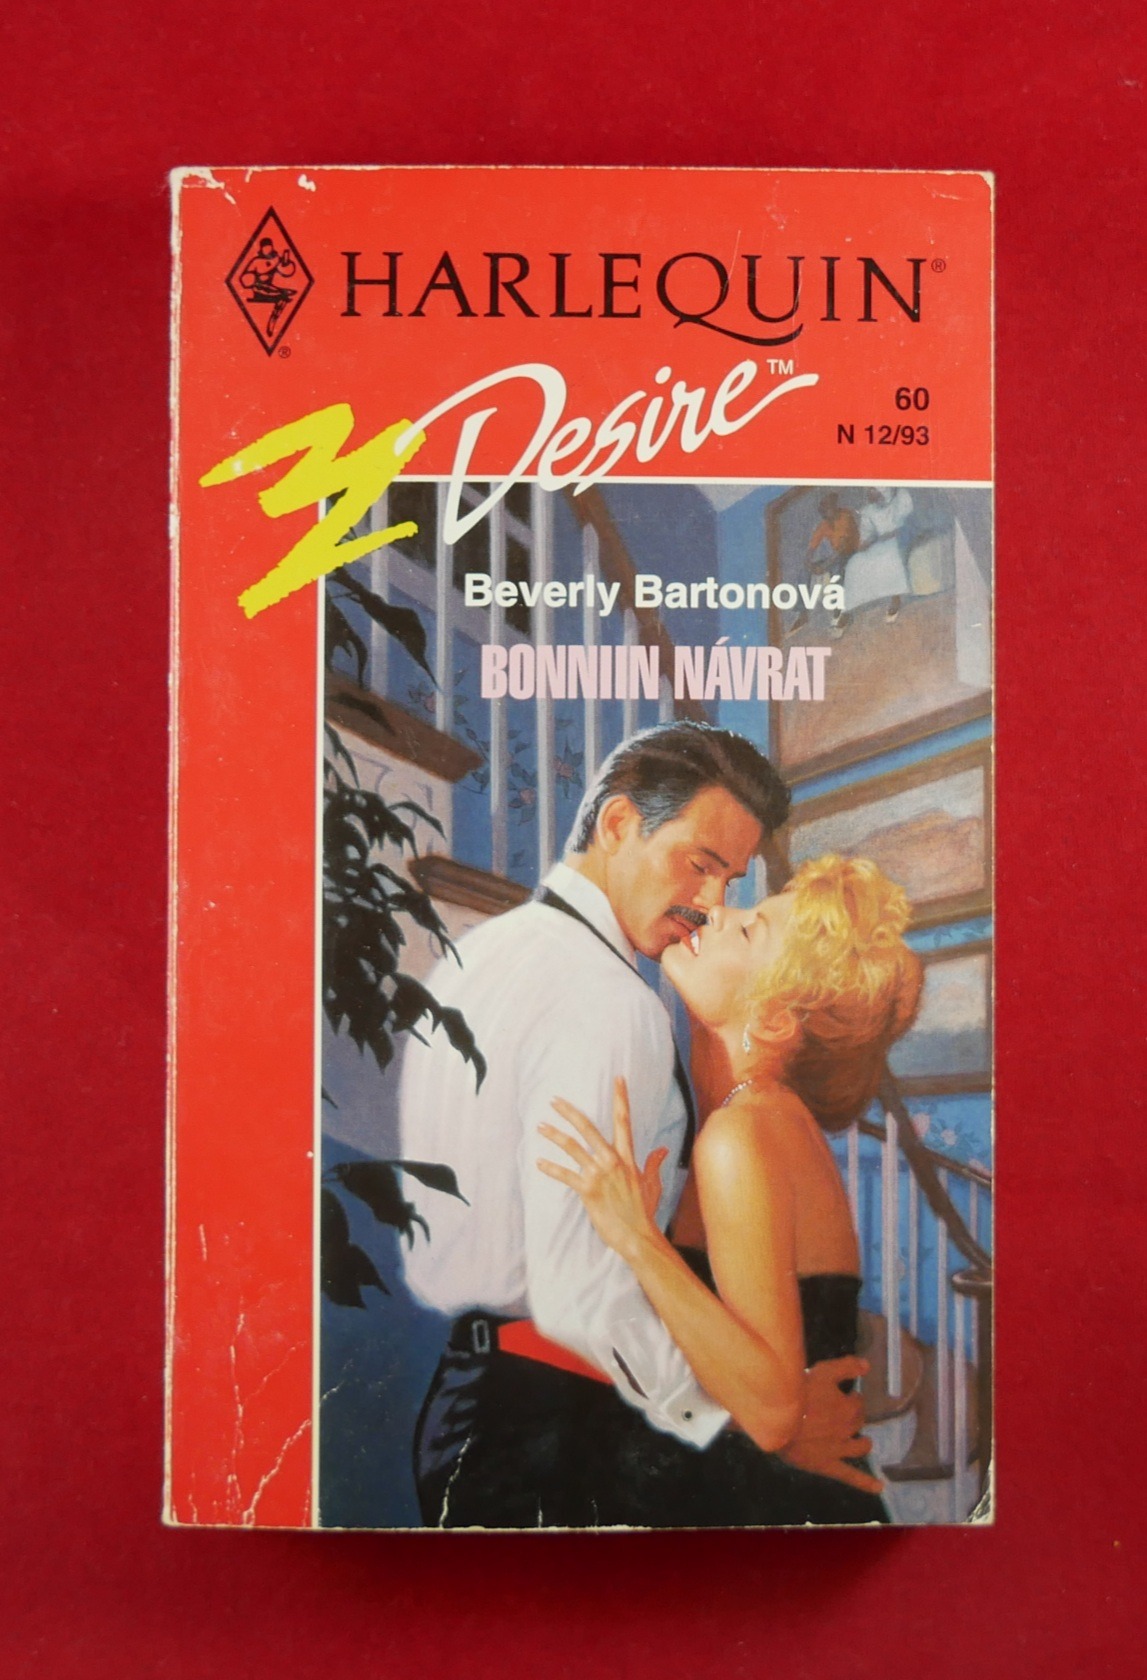 HARLEQUIN®
®
Desire™
60
N 12/93
Beverly Bartonová
BONNIIN NÁVRAT